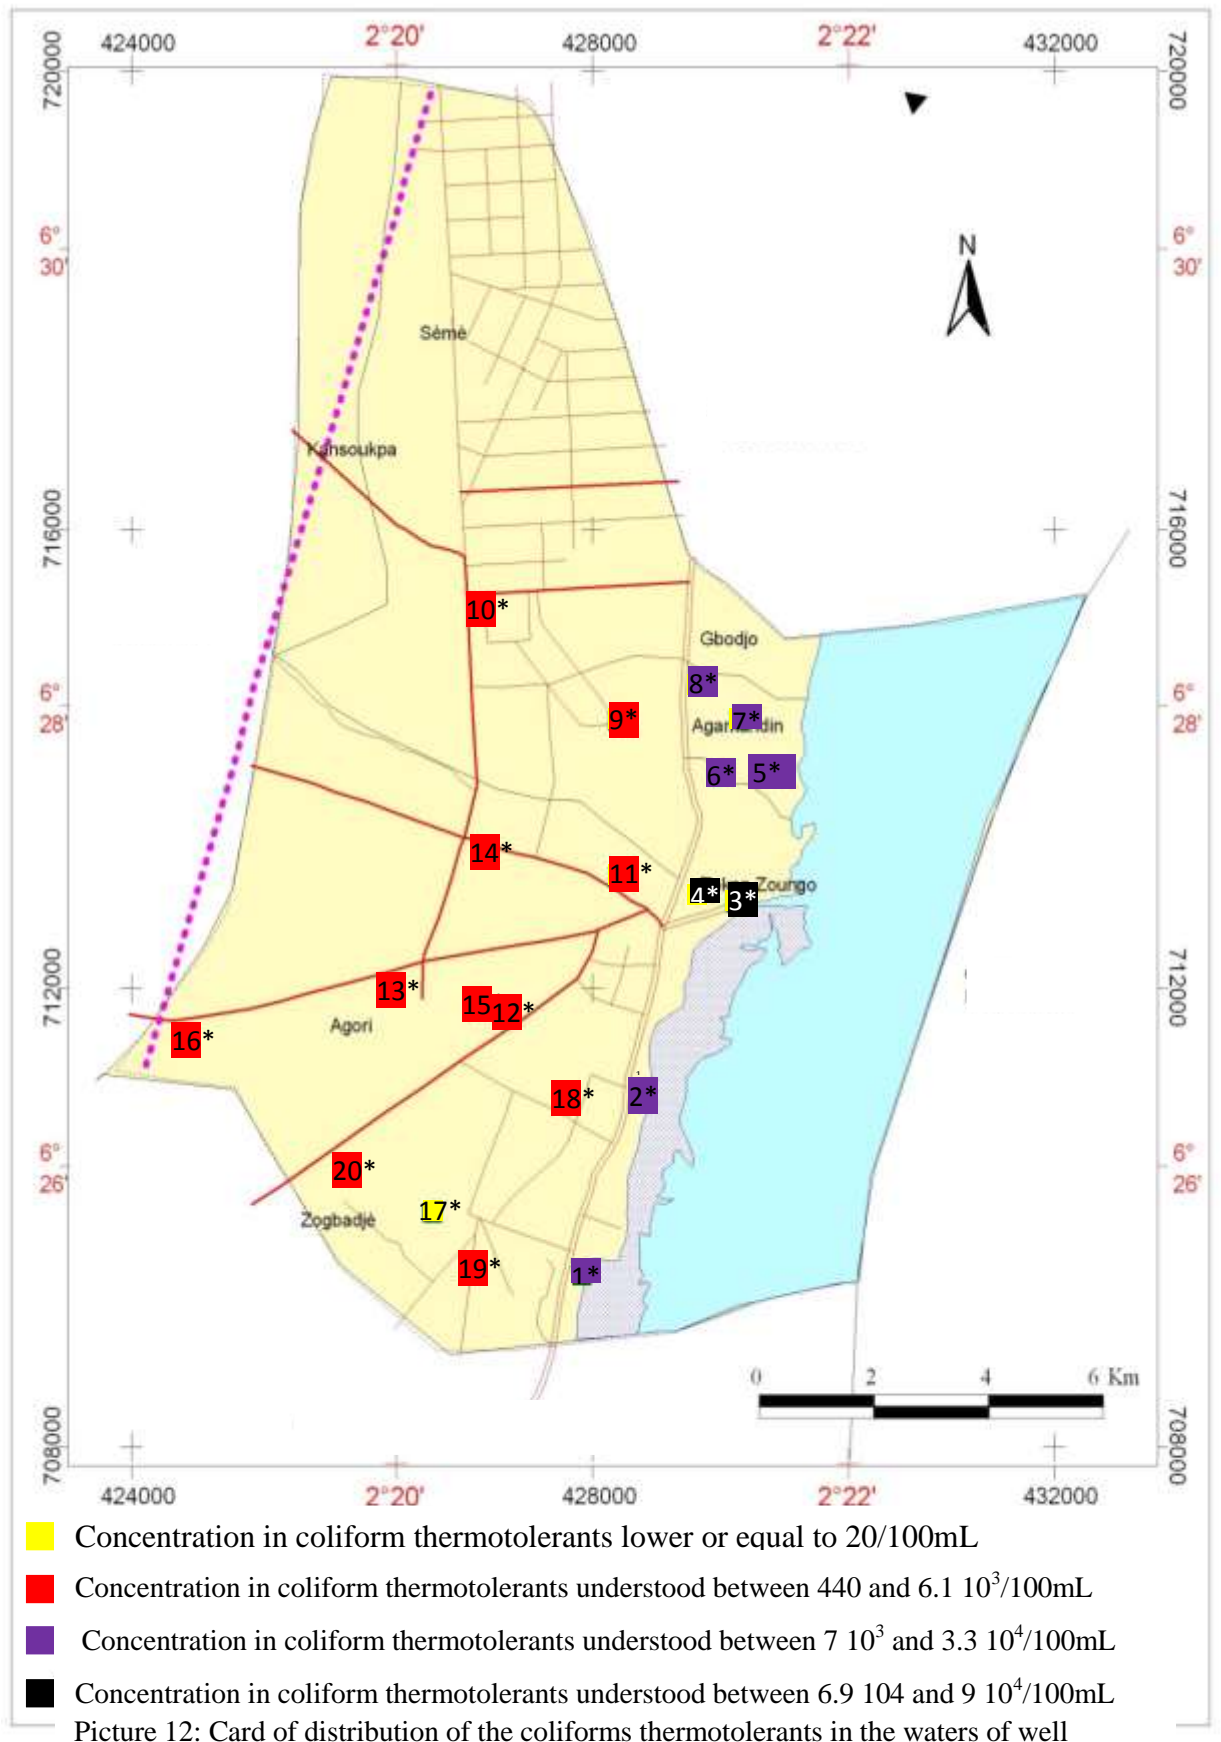 424000 2°20' 428000 2°22' 432000
720000 720000
N
6° 30' 6° 30'
Sèmè
Kansoukpa
716000 716000
10*
Gbodjo
8*
6° 28' 9* 7* 6° 28'
6* 5*
14* 11*
4* 3* Zoungo
712000 13* 15 12* 712000
Agori
16*
18* 2*
6° 26' 20* 6° 26'
17*
Zogbadjè
19* 1*
0 2 4 6 Km
708000 708000
424000 2°20' 428000 2°22' 432000
Concentration in coliform thermotolerants lower or equal to 20/100mL
Concentration in coliform thermotolerants understood between 440 and 6.1 10³/100mL
Concentration in coliform thermotolerants understood between 7 10³ and 3.3 10⁴/100mL
Concentration in coliform thermotolerants understood between 6.9 104 and 9 10⁴/100mL
Picture 12: Card of distribution of the coliforms thermotolerants in the waters of well